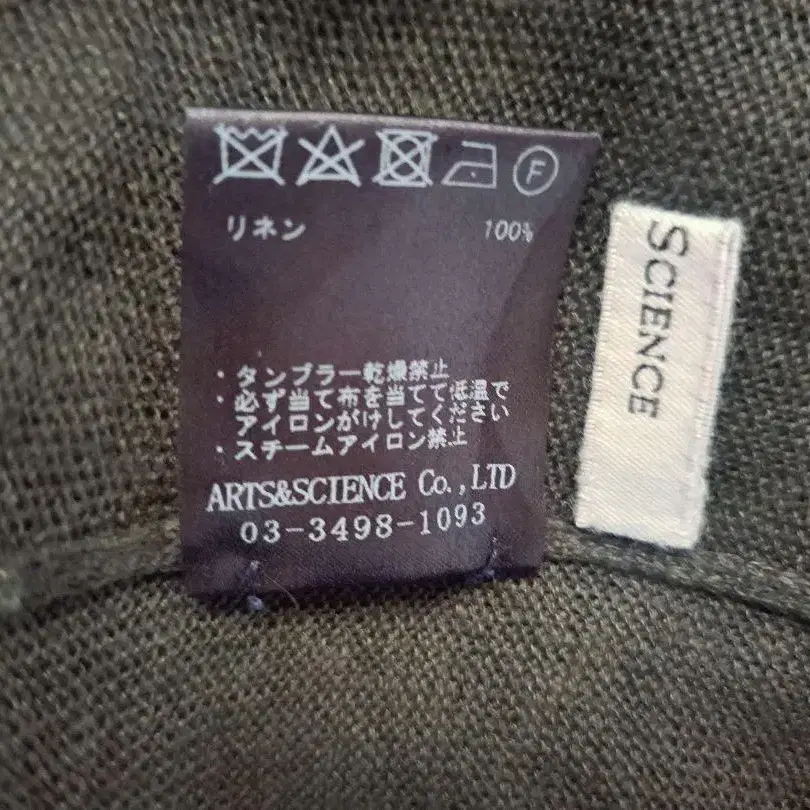 F
リネン 100%
・タンブラー乾燥禁止
・必ず当て布を当てて低温で
アイロンがけしてください
・スチームアイロン禁止
ARTS&SCIENCE Co.,LTD
03-3498-1093
SCIENCE